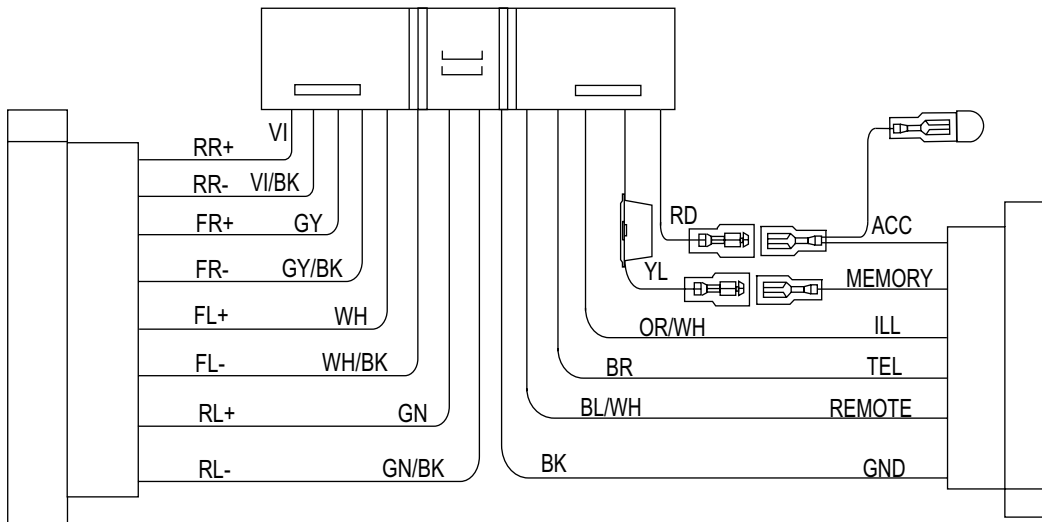 VI
RR+
RR- VI/BK
FR+ GY
FR- GY/BK
FL+ WH
FL- WH/BK
RL+ GN
RL- GN/BK
RD ACC
YL MEMORY
OR/WH ILL
BR TEL
BL/WH REMOTE
BK GND